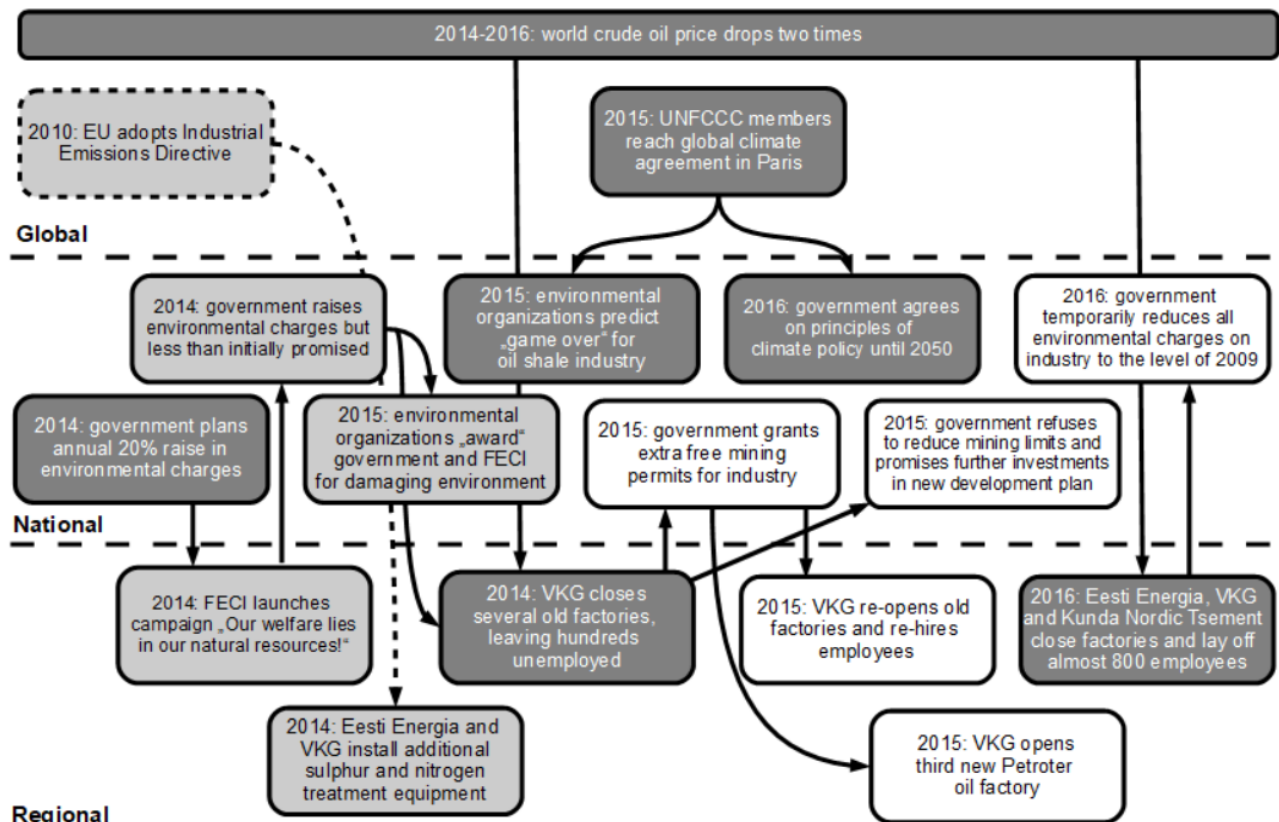 2014-2016: world crude oil price drops two times
2010: EU adopts Industrial
Emissions Directive
2015: UNFCCC members
reach global climate
agreement in Paris
Global
2014: government raises
environmental charges but
less than initially promised
2015: environmental
organizations predict
„game over“ for
oil shale industry
2016: government agrees
on principles of
climate policy until 2050
2016: government
temporarily reduces all
environmental charges on
industry to the level of 2009
2014: government plans
annual 20% raise in
environmental charges
2015: environmental
organizations „award“
government and FECI
for damaging environment
2015: government grants
extra free mining
permits for industry
2015: government refuses
to reduce mining limits and
promises further investments
in new development plan
National
2014: FECI launches
campaign „Our welfare lies
in our natural resources!“
2014: VKG closes
several old factories,
leaving hundreds
unemployed
2015: VKG re-opens old
factories and re-hires
employees
2016: Eesti Energia, VKG
and Kunda Nordic Tsement
close factories and lay off
almost 800 employees
2014: Eesti Energia and
VKG install additional
sulphur and nitrogen
treatment equipment
2015: VKG opens
third new Petroter
oil factory
Regional